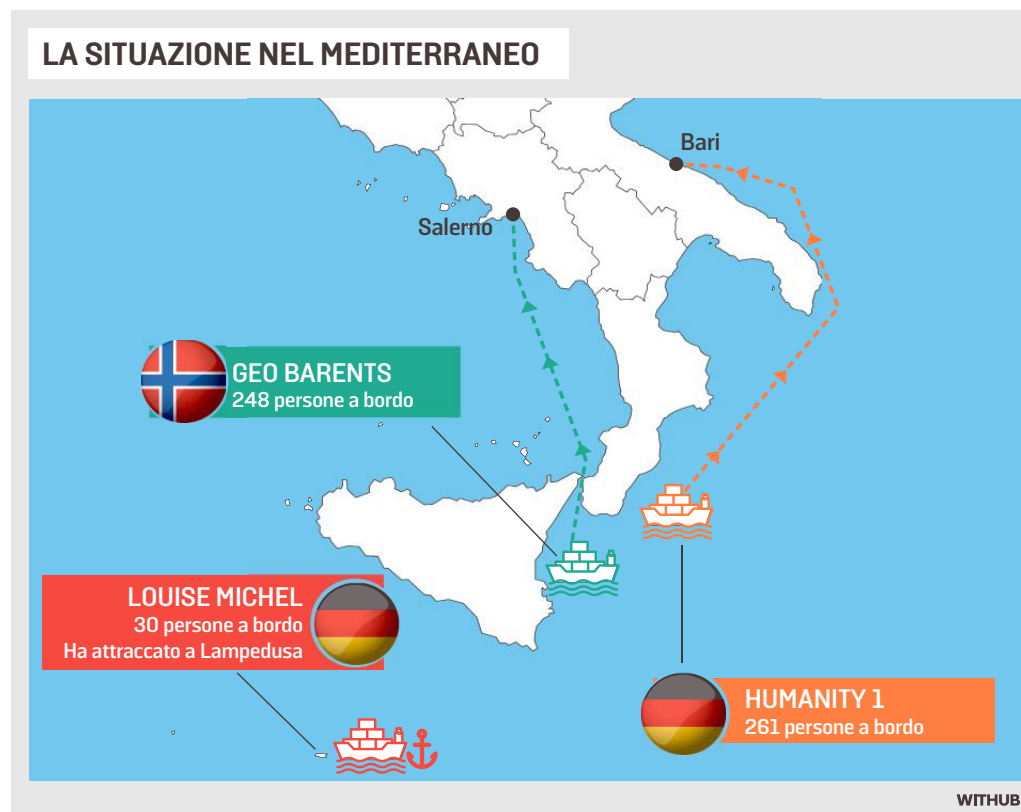 LA SITUAZIONE NEL MEDITERRANEO
Bari
Salerno
GEO BARENTS
248 persone a bordo
LOUISE MICHEL
30 persone a bordo
Ha attraccato a Lampedusa
HUMANITY 1
261 persone a bordo
WITHUB